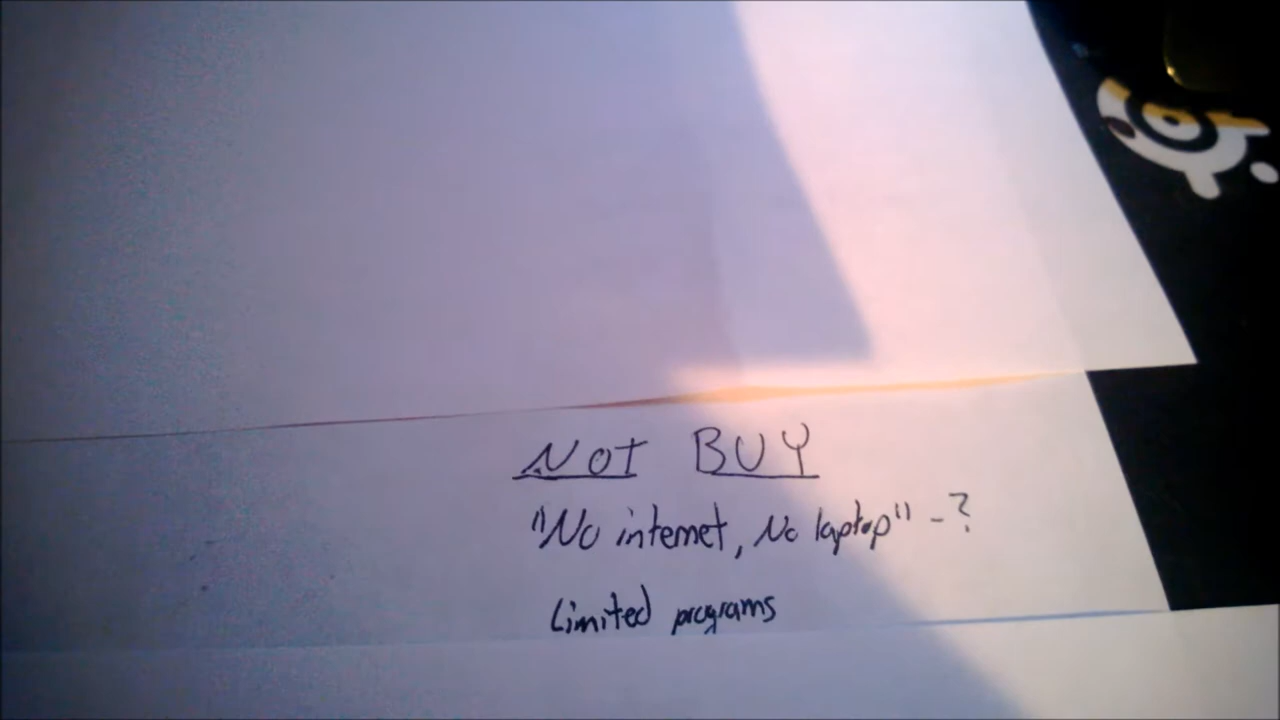 NOT BUY
"No internet, No laptop" - ?
Limited programs